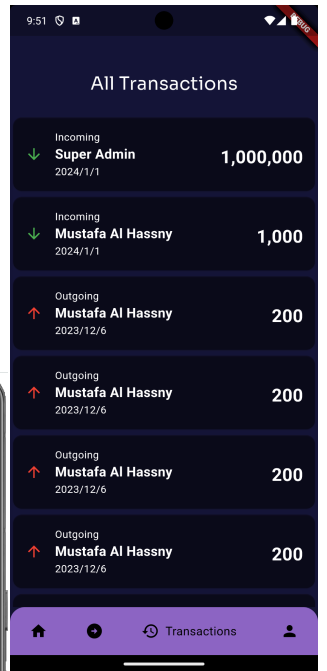 9:51
DEBUG
All Transactions
Incoming
Super Admin
1,000,000
2024/1/1
Incoming
Mustafa Al Hassny
1,000
2024/1/1
Outgoing
Mustafa Al Hassny
200
2023/12/6
Outgoing
Mustafa Al Hassny
200
2023/12/6
Outgoing
Mustafa Al Hassny
200
2023/12/6
Outgoing
Mustafa Al Hassny
200
2023/12/6
Transactions